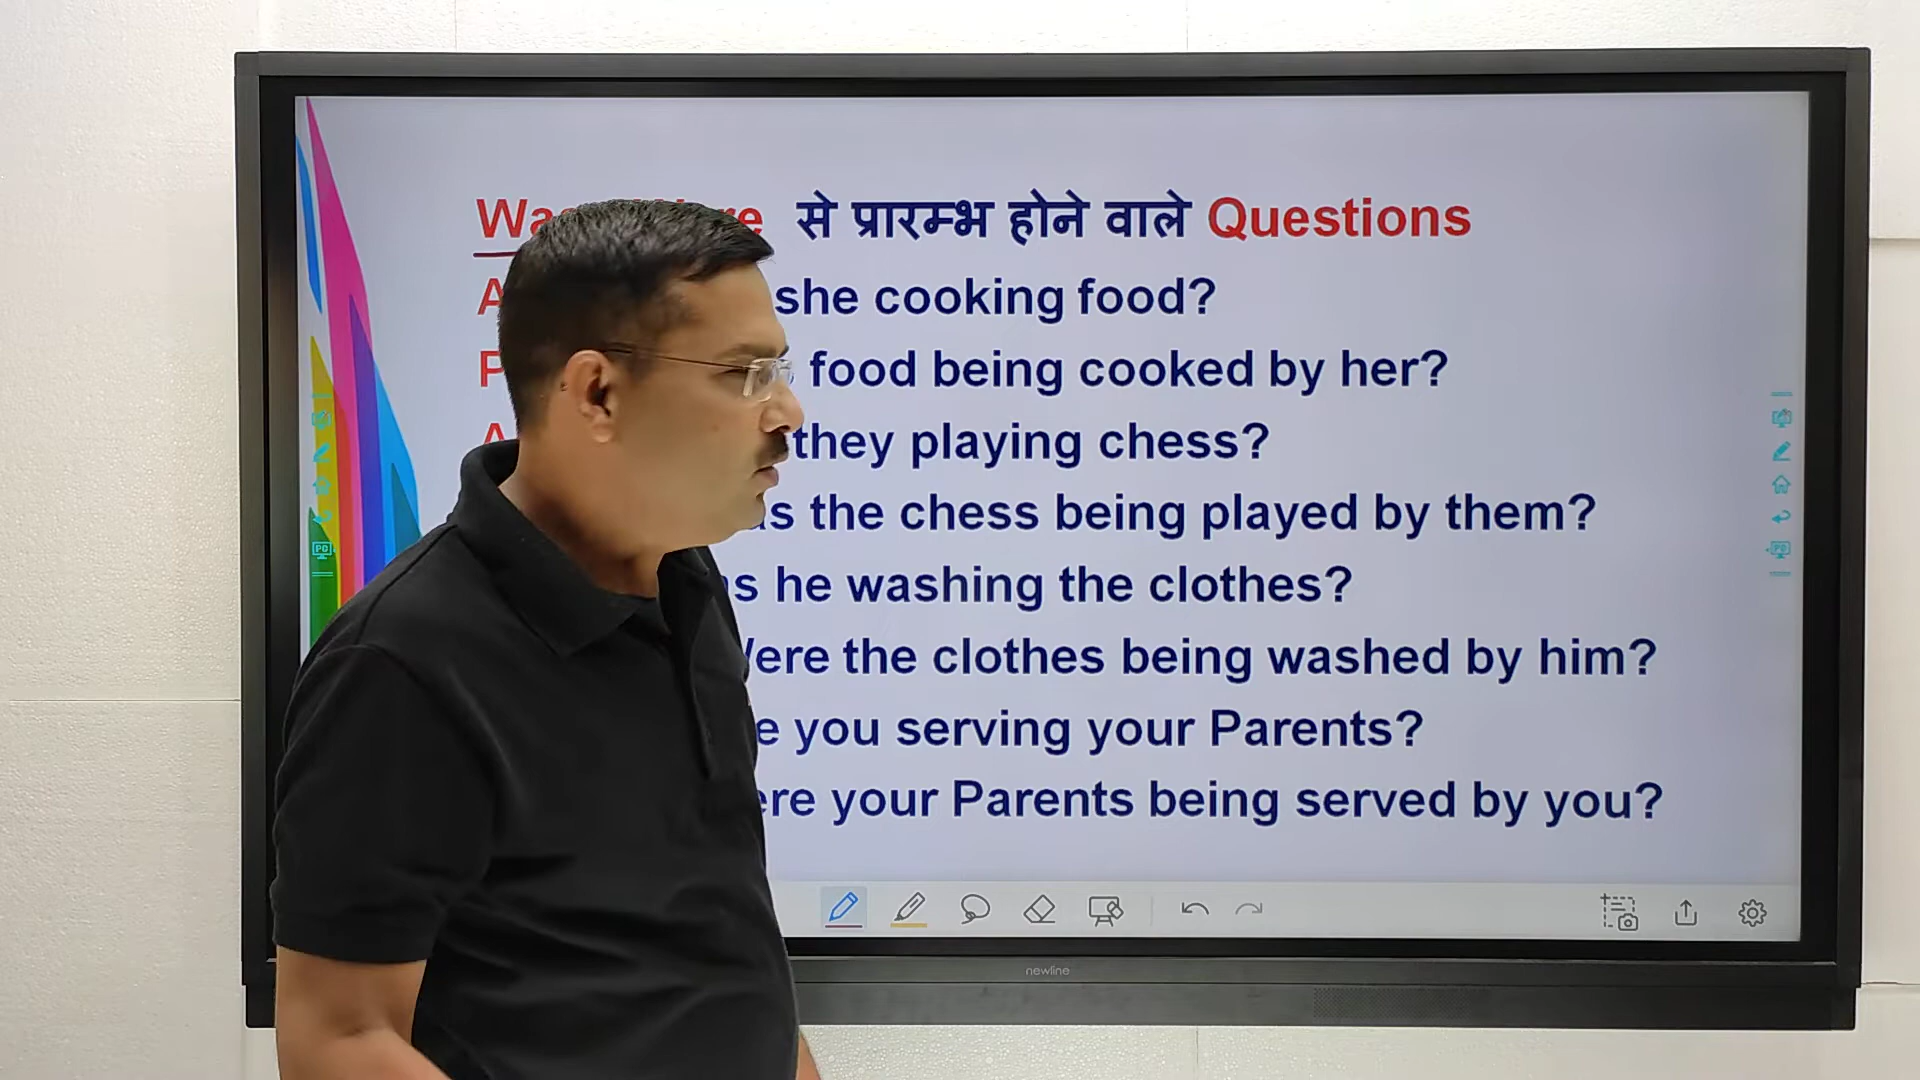 से प्रारम्भ होने वाले Questions
she cooking food?
food being cooked by her?
they playing chess?
the chess being played by them?
he washing the clothes?
the clothes being washed by him?
you serving your Parents?
your Parents being served by you?
newline